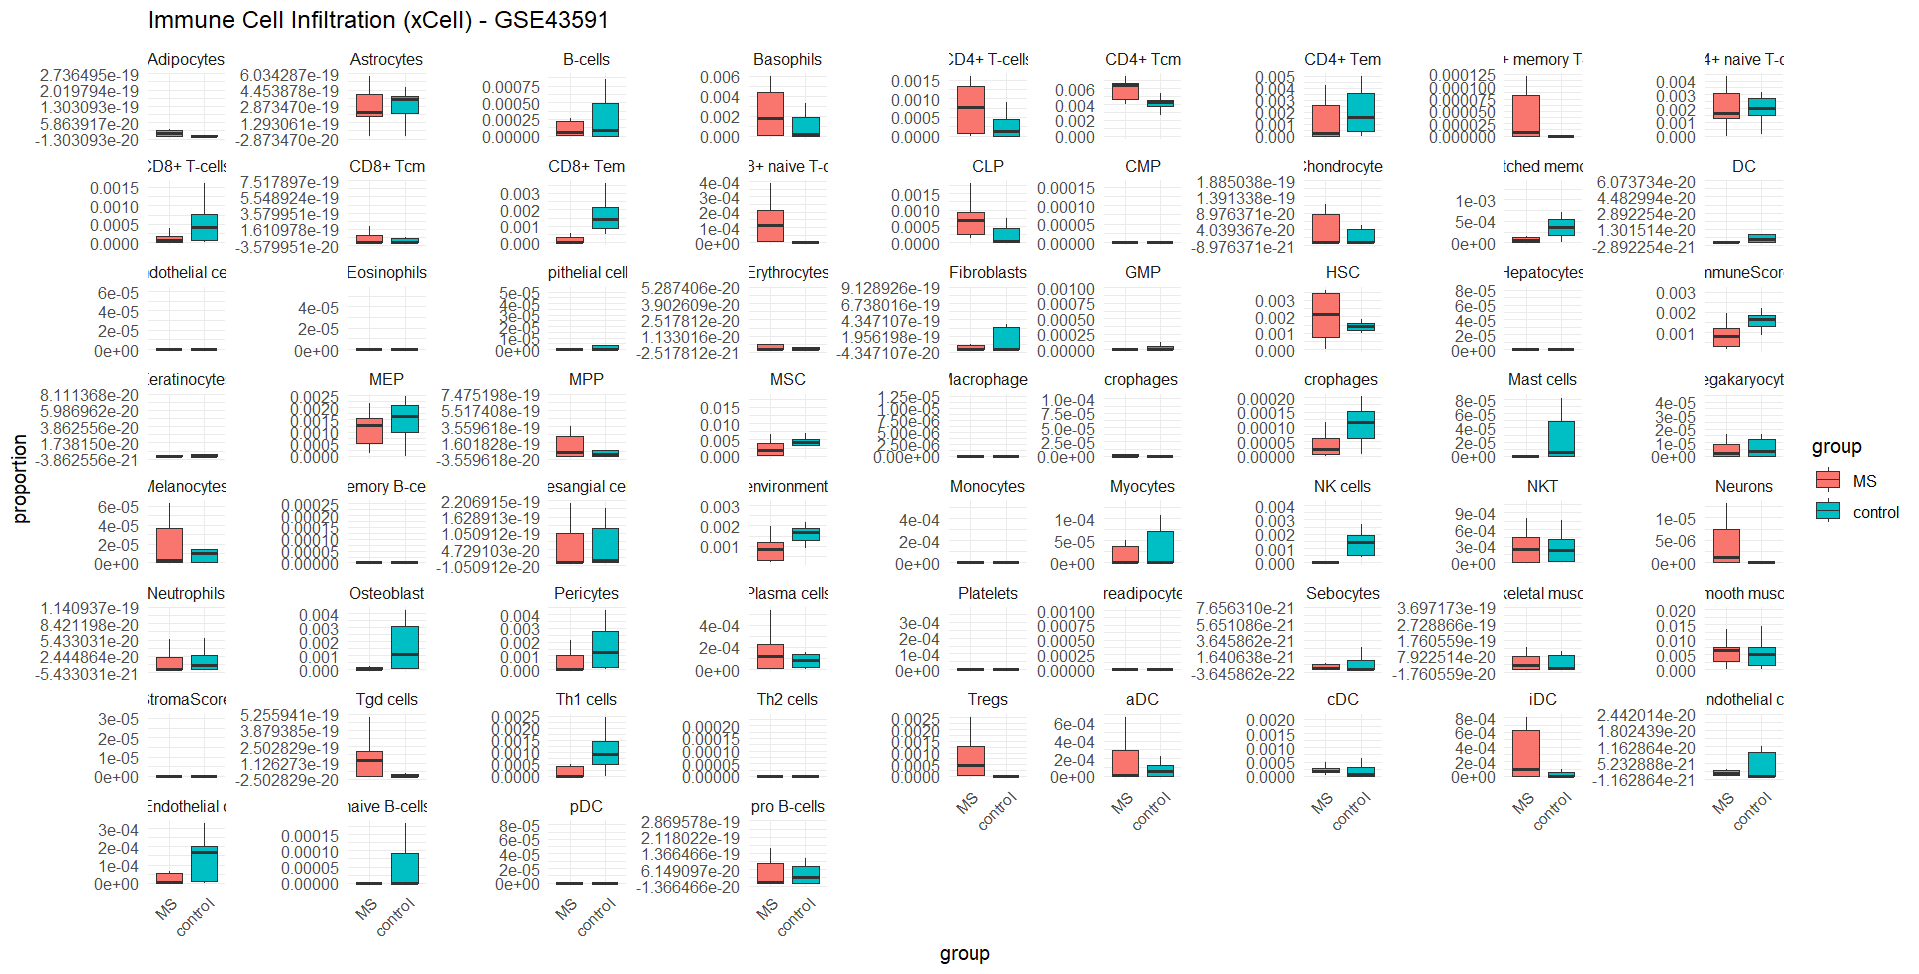 Immune Cell Infiltration (xCell) - GSE43591
Adipocytes Astrocytes B-cells Basophils CD4+ T-cells CD4+ Tcm CD4+ Tem + memory T- 4+ naive T-c
2.736495e-19 2.019794e-19 1.303093e-19 5.863917e-20 -1.303093e-20
6.034287e-19 4.453878e-19 2.873470e-19 1.293061e-19 -2.873470e-20
0.00075 0.00050 0.00025 0.00000
0.006 0.004 0.002 0.000
0.0015 0.0010 0.0005 0.0000
0.006 0.004 0.002 0.000
0.005 0.004 0.003 0.002 0.001 0.000
0.000125 0.000100 0.000075 0.000050 0.000025 0.000000
0.004 0.003 0.002 0.001 0.000
CD8+ T-cells CD8+ Tcm CD8+ Tem 8+ naive T-c CLP CMP Chondrocyte tched memo DC
0.0015 0.0010 0.0005 0.0000
7.517897e-19 5.548924e-19 3.579951e-19 1.610978e-19 -3.579951e-20
0.003 0.002 0.001 0.000
4e-04 3e-04 2e-04 1e-04 0e+00
0.0015 0.0010 0.0005 0.0000
0.00015 0.00010 0.00005 0.00000
1.885038e-19 1.391338e-19 8.976371e-20 4.039367e-20 -8.976371e-21
1e-03 5e-04 0e+00
6.073734e-20 4.482994e-20 2.892254e-20 1.301514e-20 -2.892254e-21
ndothelial ce Eosinophils pithelial cell Erythrocytes Fibroblasts GMP HSC Hepatocytes mmuneScore
6e-05 4e-05 2e-05 0e+00
4e-05 2e-05 0e+00
5e-05 4e-05 3e-05 2e-05 1e-05 0e+00
5.287406e-20 3.902609e-20 2.517812e-20 1.133016e-20 -2.517812e-21
9.128926e-19 6.738016e-19 4.347107e-19 1.956198e-19 -4.347107e-20
0.00100 0.00075 0.00050 0.00025 0.00000
0.003 0.002 0.001 0.000
8e-05 6e-05 4e-05 2e-05 0e+00
0.003 0.002 0.001
Keratinocyte MEP MPP MSC Macrophage crophages crophages Mast cells egakaryocyt
8.111368e-20 5.986962e-20 3.862556e-20 1.738150e-20 -3.862556e-21
0.0025 0.0020 0.0015 0.0010 0.0005 0.0000
7.475198e-19 5.517408e-19 3.559618e-19 1.601828e-19 -3.559618e-20
0.015 0.010 0.005 0.000
1.25e-05 1.00e-05 7.50e-06 5.00e-06 2.50e-06 0.00e+00
1.0e-04 7.5e-05 5.0e-05 2.5e-05 0.0e+00
0.00020 0.00015 0.00010 0.00005 0.00000
8e-05 6e-05 4e-05 2e-05 0e+00
4e-05 3e-05 2e-05 1e-05 0e+00
Melanocytes emory B-ce esangial ce environment Monocytes Myocytes NK cells NKT Neurons
6e-05 4e-05 2e-05 0e+00
0.00025 0.00020 0.00015 0.00010 0.00005 0.00000
2.206915e-19 1.628913e-19 1.050912e-19 4.729103e-20 -1.050912e-20
0.003 0.002 0.001
4e-04 2e-04 0e+00
1e-04 5e-05 0e+00
0.004 0.003 0.002 0.001 0.000
9e-04 6e-04 3e-04 0e+00
1e-05 5e-06 0e+00
Neutrophils Osteoblast Pericytes Plasma cells Platelets readipocyte Sebocytes keletal musc mooth musc
1.140937e-19 8.421198e-20 5.433031e-20 2.444864e-20 -5.433031e-21
0.004 0.003 0.002 0.001 0.000
0.004 0.003 0.002 0.001 0.000
4e-04 2e-04 0e+00
3e-04 2e-04 1e-04 0e+00
0.00100 0.00075 0.00050 0.00025 0.00000
7.656310e-21 5.651086e-21 3.645862e-21 1.640638e-21 -3.645862e-22
3.697173e-19 2.728866e-19 1.760559e-19 7.922514e-20 -1.760559e-20
0.020 0.015 0.010 0.005 0.000
StromaScore Tgd cells Th1 cells Th2 cells Tregs aDC cDC iDC ndothelial c
3e-05 2e-05 1e-05 0e+00
5.255941e-19 3.879385e-19 2.502829e-19 1.126273e-19 -2.502829e-20
0.0025 0.0020 0.0015 0.0010 0.0005 0.0000
0.00020 0.00015 0.00010 0.00005 0.00000
0.0025 0.0020 0.0015 0.0010 0.0005 0.0000
6e-04 4e-04 2e-04 0e+00
0.0020 0.0015 0.0010 0.0005 0.0000
8e-04 6e-04 4e-04 2e-04 0e+00
2.442014e-20 1.802439e-20 1.162864e-20 5.232888e-21 -1.162864e-21
MS control MS control MS control MS control MS control
Endothelial c naive B-cells pDC pro B-cells
3e-04 2e-04 1e-04 0e+00
0.00015 0.00010 0.00005 0.00000
8e-05 6e-05 4e-05 2e-05 0e+00
2.869578e-19 2.118022e-19 1.366466e-19 6.149097e-20 -1.366466e-20
MS control MS control MS control MS control
group
proportion
group
MS
control